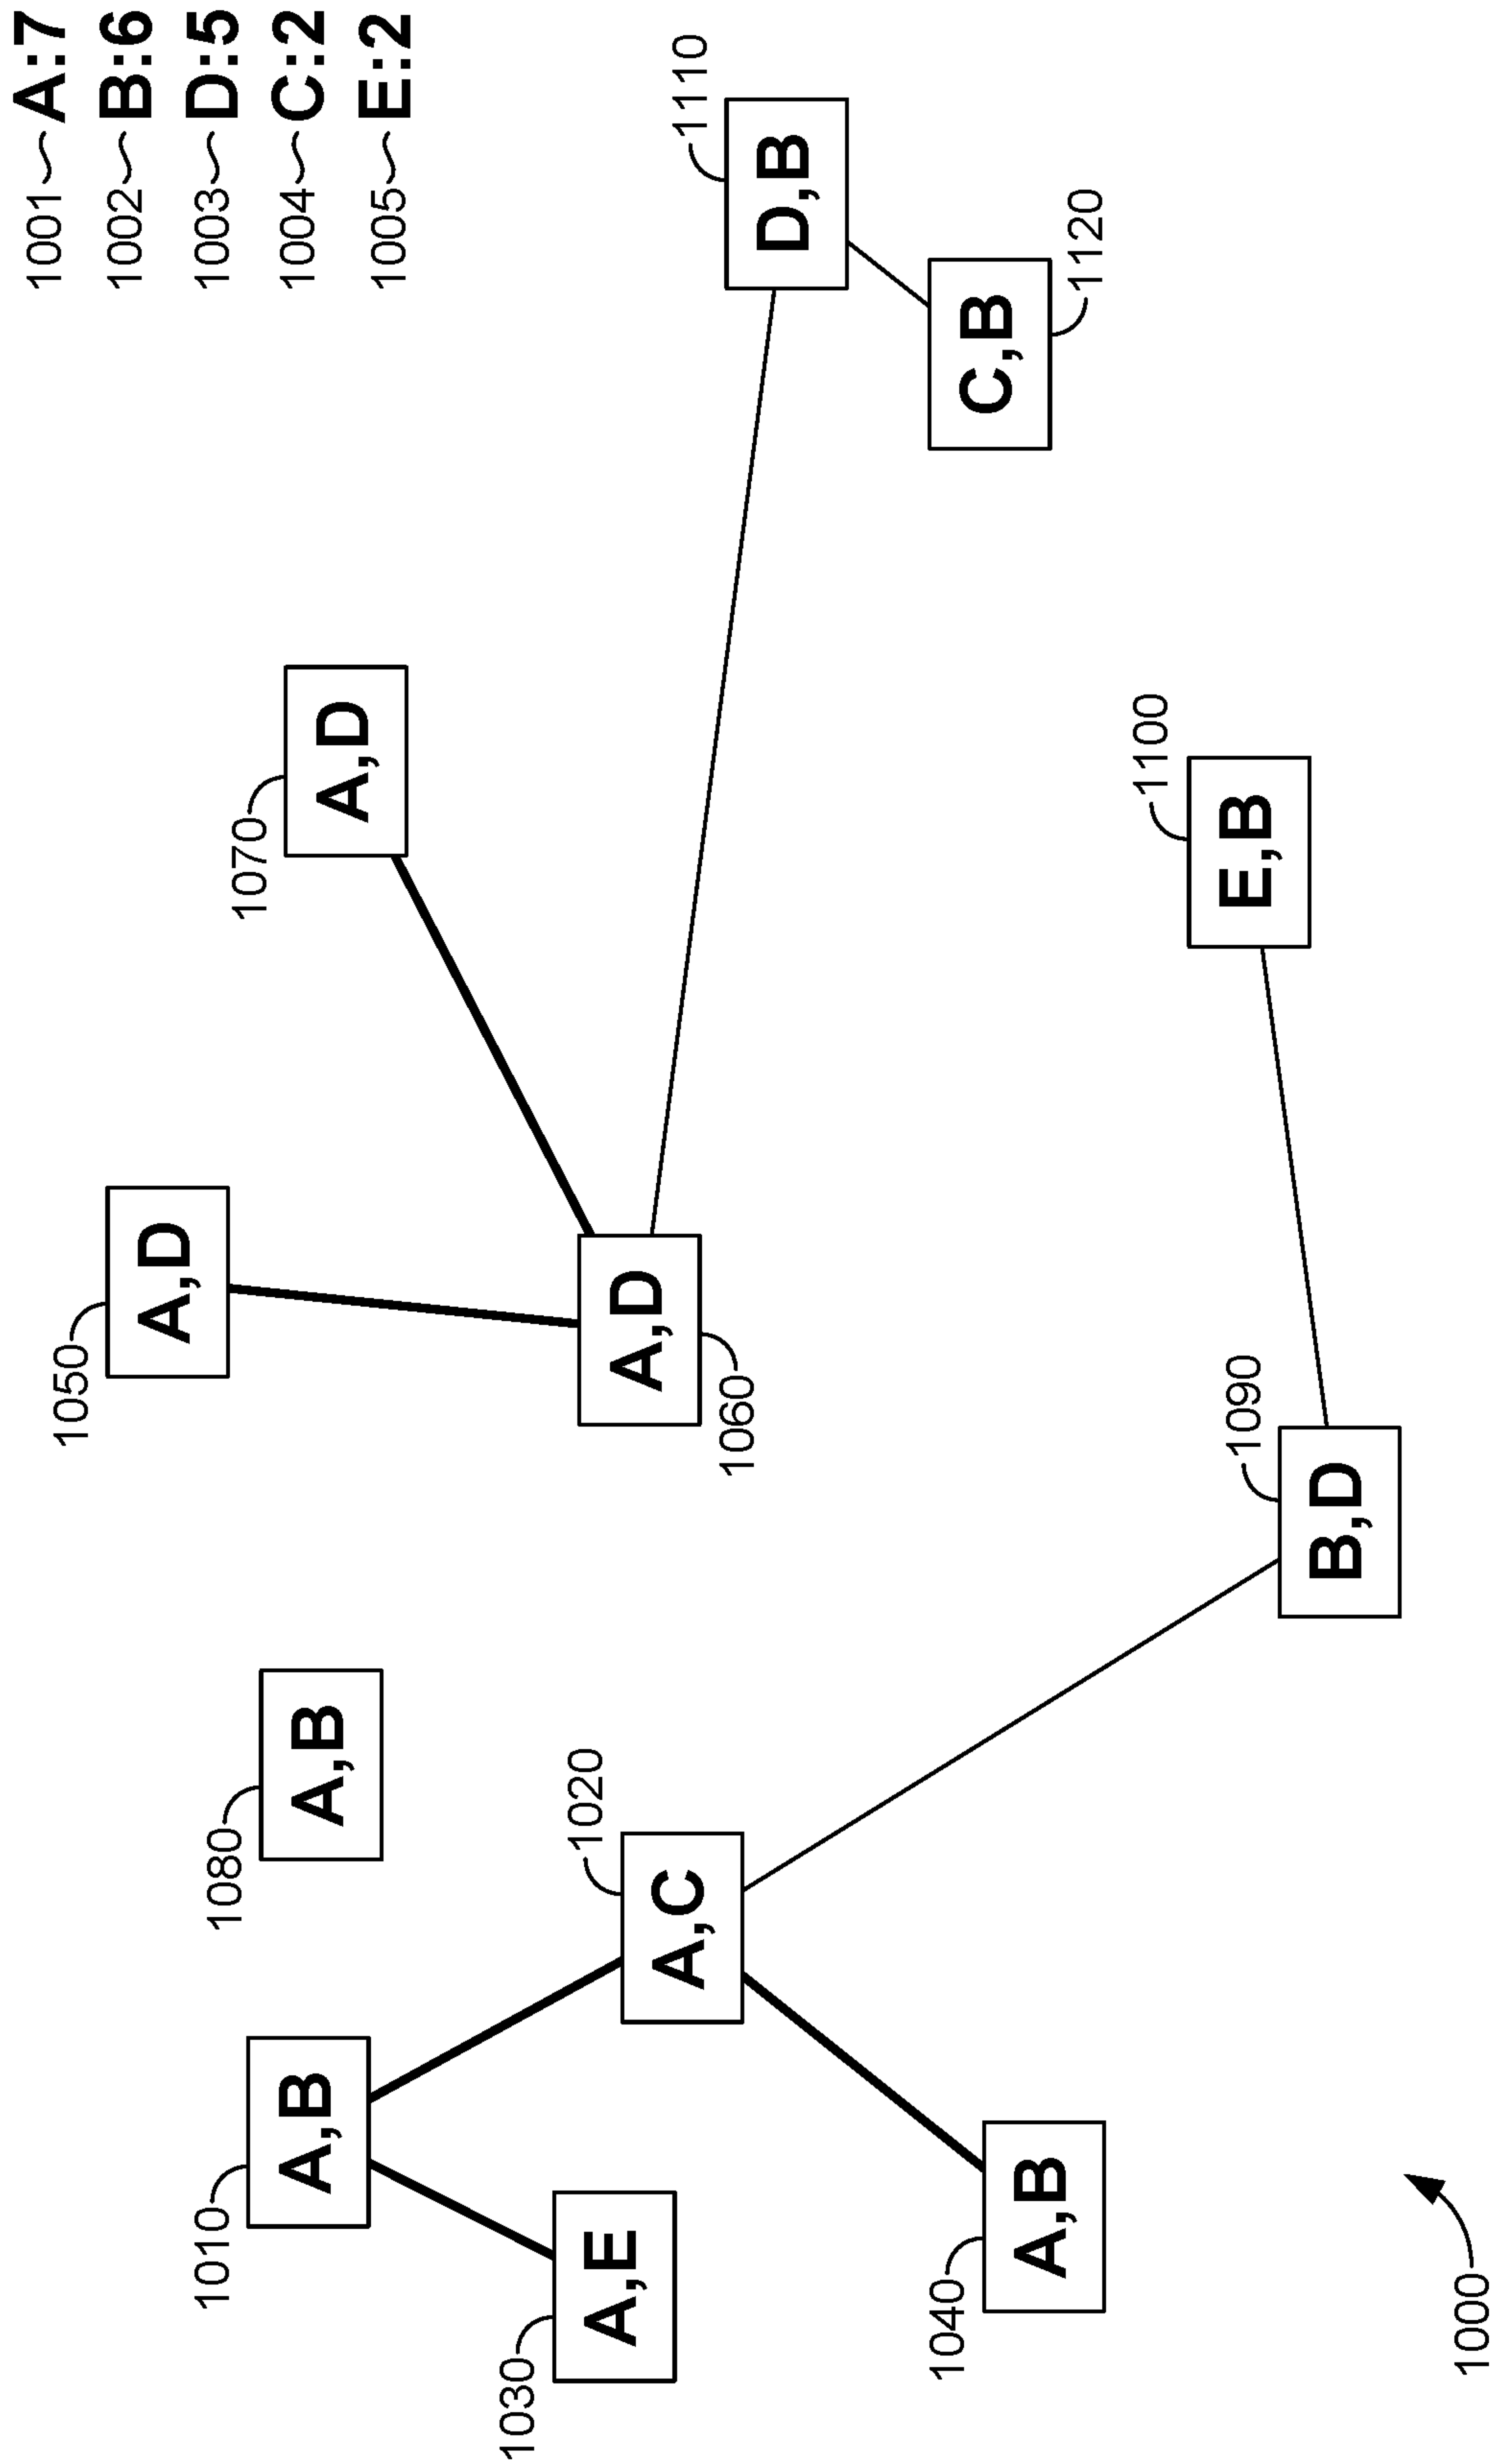 1001 A:7
1002 B:6
1003 D:5
1004 C:2
1005 E:2
1050
A,D
1070
A,D
1080
A,B
1010
A,B
1030
A,E
1020
A,C
1060
A,D
1110
D,B
C,B
1120
1040
A,B
1090
B,D
1100
E,B
1000